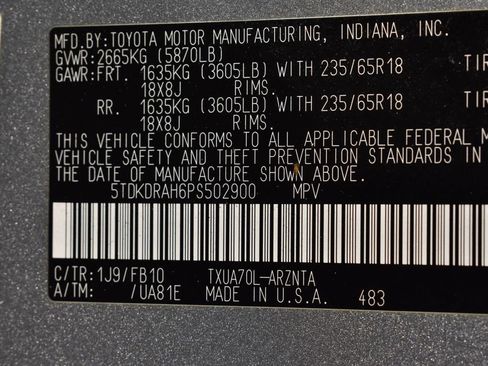 MFD.BY: TOYOTA MOTOR MANUFACTURING, INDIANA, INC.
GVWR: 2665KG (5870LB)
GAWR: FRT. 1635KG (3605LB) WITH 235/65R18 TIR
18X8J RIMS.
RR. 1635KG (3605LB) WITH 235/65R18 TIR
18X8J RIMS.
THIS VEHICLE CONFORMS TO ALL APPLICABLE FEDERAL M
VEHICLE SAFETY AND THEFT PREVENTION STANDARDS IN
THE DATE OF MANUFACTURE SHOWN ABOVE.
5TDKDRAH6PS502900 MPV
C/TR: 1J9/FB10 TXUA70L-ARZNTA
A/TM: /UA81E MADE IN U.S.A. 483